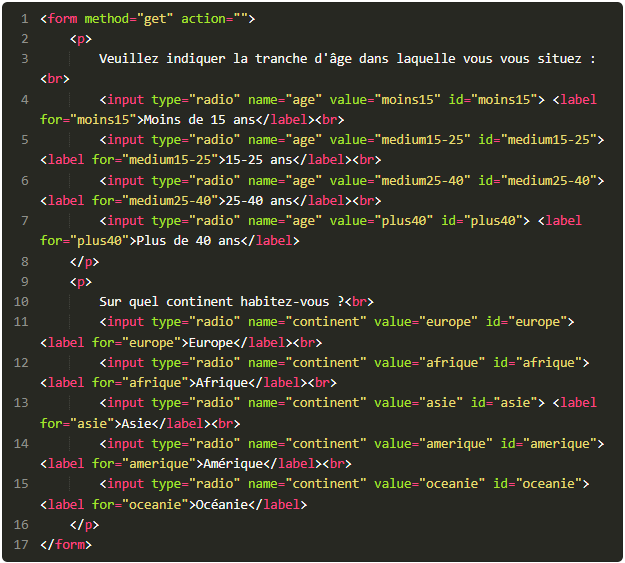 1 <form method="get" action="">
2 <p>
3 Veuillez indiquer la tranche d'âge dans laquelle vous vous situez :
<br>
4 <input type="radio" name="age" value="moins15" id="moins15"> <label
for="moins15">Moins de 15 ans</label><br>
5 <input type="radio" name="age" value="medium15-25" id="medium15-25">
<label for="medium15-25">15-25 ans</label><br>
6 <input type="radio" name="age" value="medium25-40" id="medium25-40">
<label for="medium25-40">25-40 ans</label><br>
7 <input type="radio" name="age" value="plus40" id="plus40"> <label
for="plus40">Plus de 40 ans</label>
8 </p>
9 <p>
10 Sur quel continent habitez-vous ?<br>
11 <input type="radio" name="continent" value="europe" id="europe">
<label for="europe">Europe</label><br>
12 <input type="radio" name="continent" value="afrique" id="afrique">
<label for="afrique">Afrique</label><br>
13 <input type="radio" name="continent" value="asie" id="asie"> <label
for="asie">Asie</label><br>
14 <input type="radio" name="continent" value="amerique" id="amerique">
<label for="amerique">Amérique</label><br>
15 <input type="radio" name="continent" value="oceanie" id="oceanie">
<label for="oceanie">Océanie</label>
16 </p>
17 </form>